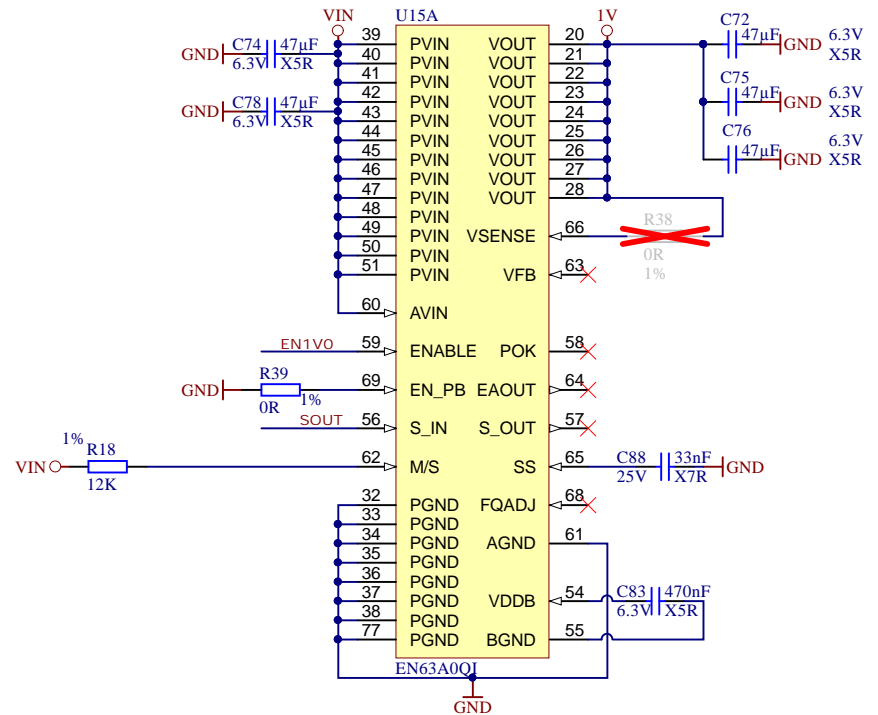 VIN
U15A
1V
C74 47µF
GND
6.3V X5R
C78 47µF
GND
6.3V X5R
39 PVIN
40 PVIN
41 PVIN
42 PVIN
43 PVIN
44 PVIN
45 PVIN
46 PVIN
47 PVIN
48 PVIN
49 PVIN
50 PVIN
51 PVIN
60 AVIN
EN1V0 59 ENABLE
GND R39 0R 1% 69 EN_PB
SOUT 56 S_IN
VIN 1% R18 12K 62 M/S
32 PGND
33 PGND
34 PGND
35 PGND
36 PGND
37 PGND
38 PGND
77 PGND
VOUT 20
VOUT 21
VOUT 22
VOUT 23
VOUT 24
VOUT 25
VOUT 26
VOUT 27
VOUT 28
VSENSE 66
R38
0R
1%
VFB 63
POK 58
EAOUT 64
S_OUT 57
SS 65
C88 33nF
25V X7R
GND
FQADJ 68
AGND 61
VDDB 54
C83 470nF
6.3V X5R
BGND 55
C72
47µF GND 6.3V
X5R
C75
47µF GND 6.3V
X5R
C76
47µF GND 6.3V
X5R
EN63A0QI
GND